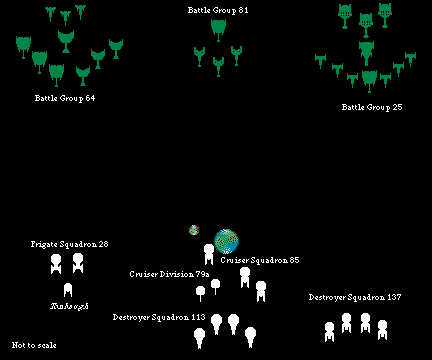 Battle Group 81
Battle Group 64
Battle Group 25
Frigate Squadron 28
Cruiser Squadron 85
Cruiser Division 79a
Destroyer Squadron 137
Destroyer Squadron 113
Not to scale